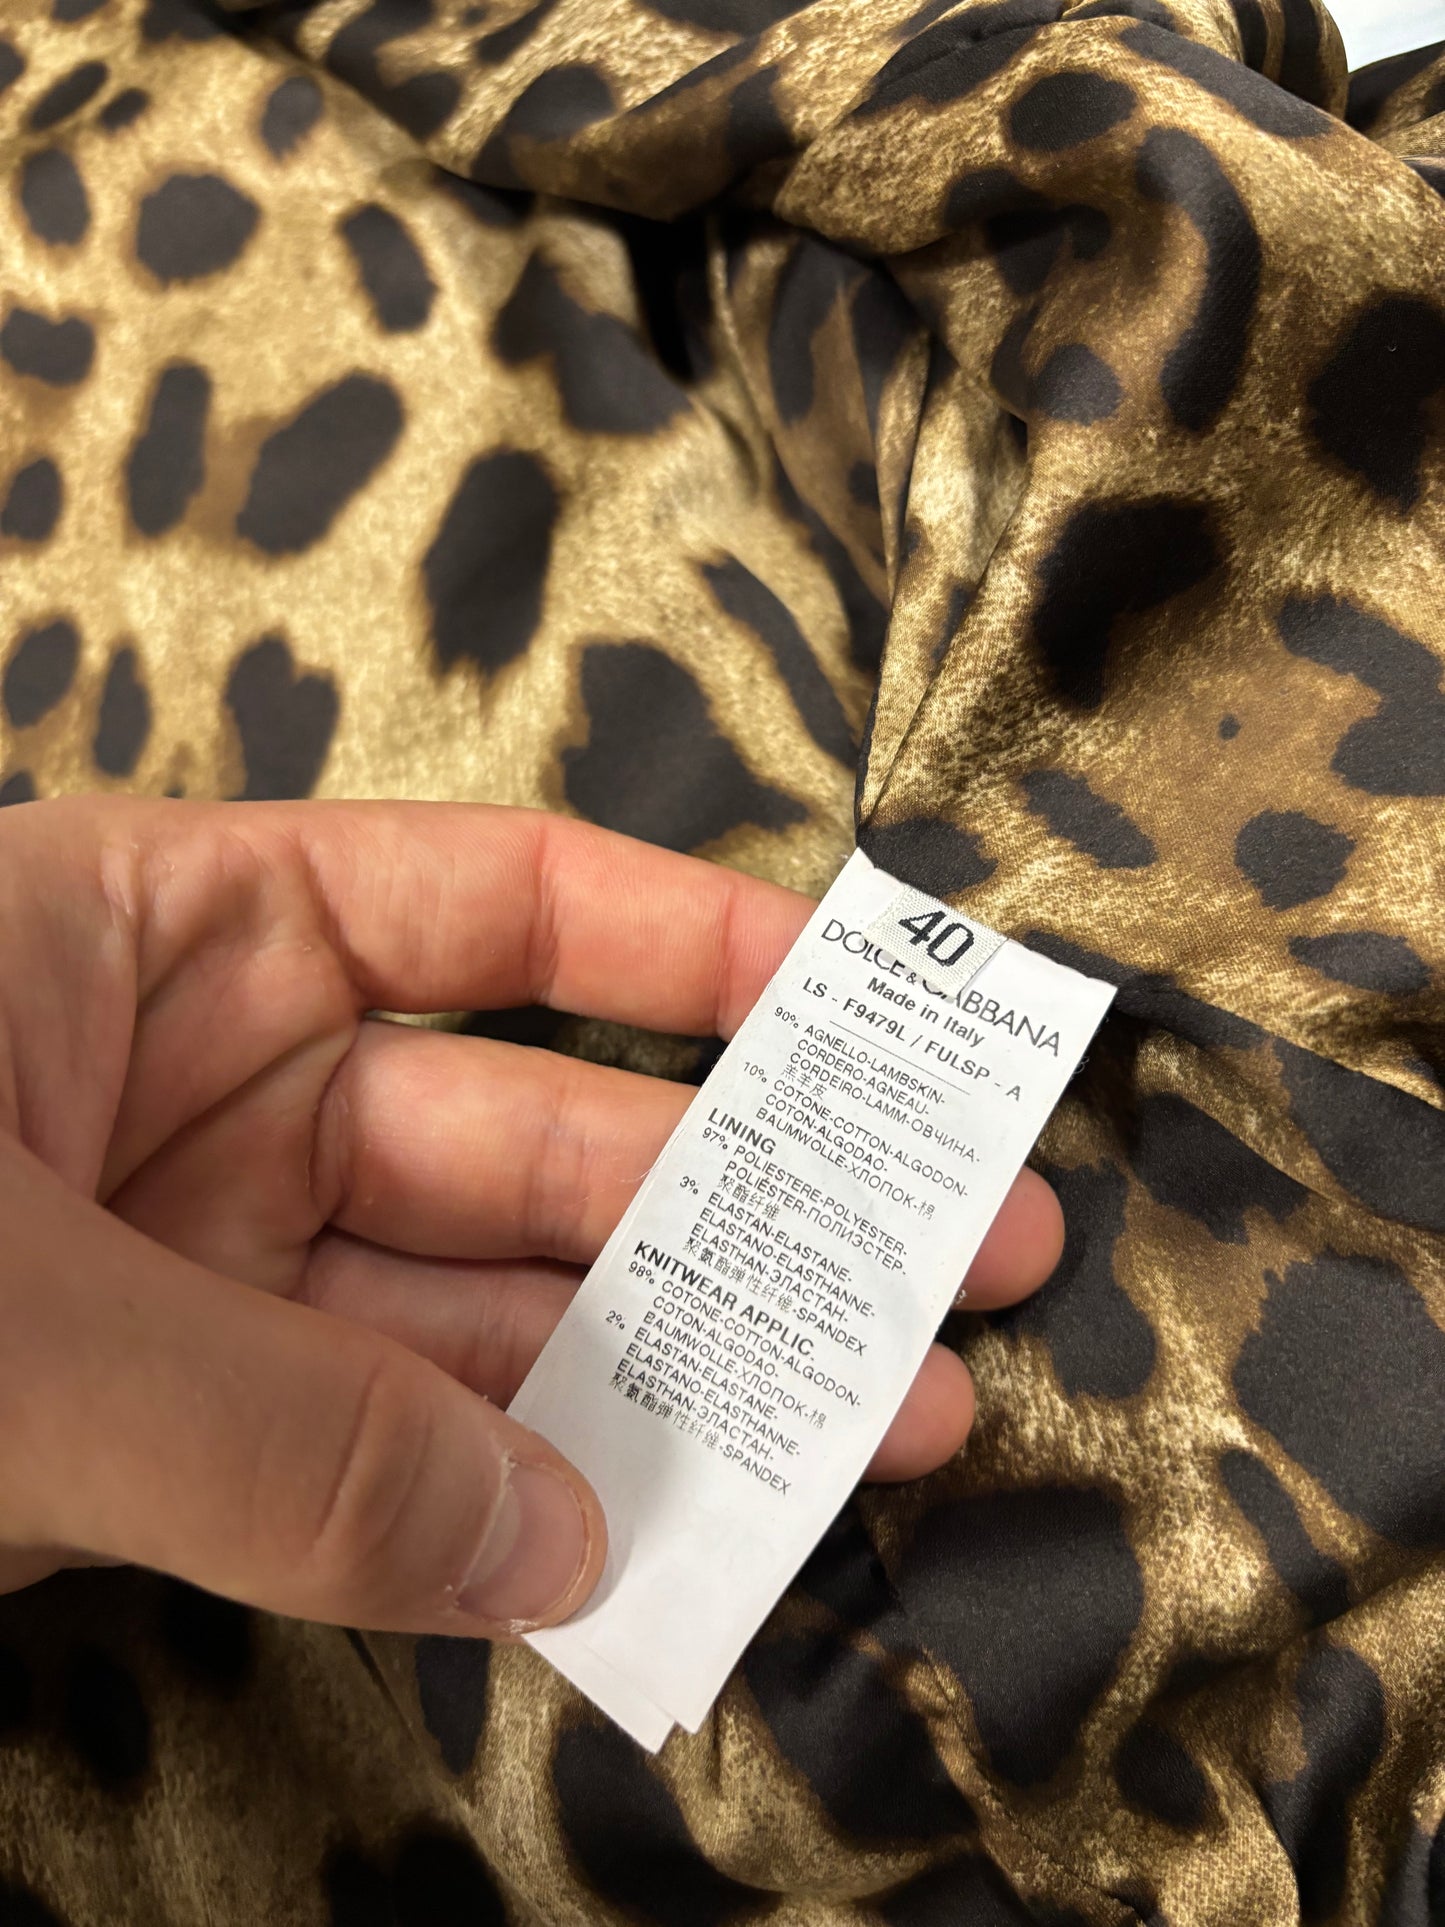 40
DOLCE & GABBANA
Made in Italy
LS - F9479L / FULSP - A
90% AGNELLO-LAMBSKIN-
CORDERO-AGNEAU-
CORDEIRO-LAMM-ОВЧИНА-
羔羊皮
10% COTONE-COTTON-ALGODON-
COTON-ALGODAO-
BAUMWOLLE-ХЛОПОК-棉
LINING
97% POLIESTERE-POLYESTER-
POLIÉSTER-ПОЛИЭСТЕР-
聚酯纤维
3% ELASTAN-ELASTANE-
ELASTANO-ELASTHANNE-
ELASTHAN-ЭЛАСТАН-
聚氨酯弹性纤维-SPANDEX
KNITWEAR APPLIC.
98% COTONE-COTTON-ALGODON-
COTON-ALGODAO-
BAUMWOLLE-ХЛОПОК-棉
2% ELASTAN-ELASTANE-
ELASTANO-ELASTHANNE-
ELASTHAN-ЭЛАСТАН-
聚氨酯弹性纤维-SPANDEX